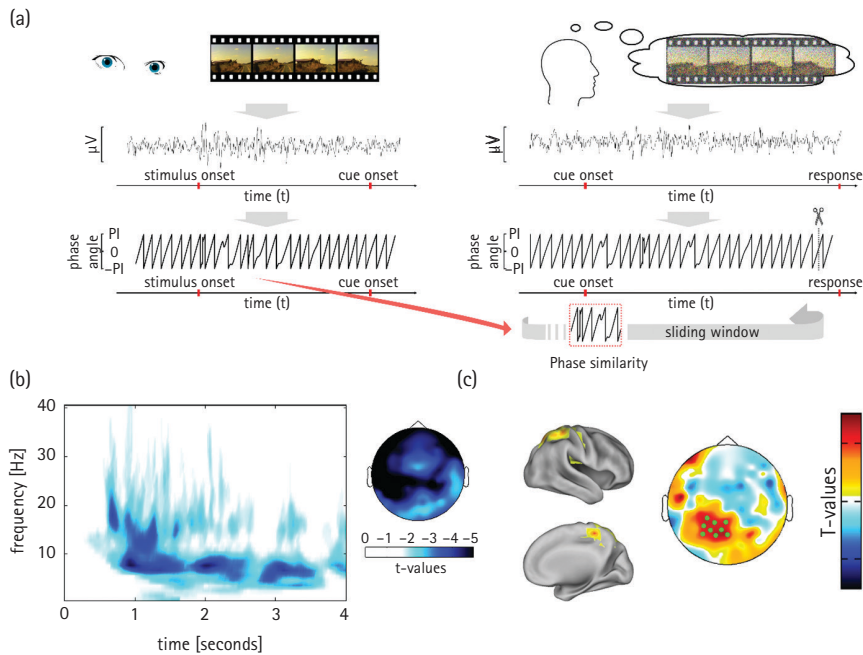 (a)
µV
stimulus onset
cue onset
time (t)
phase
angle
PI
0
−PI
stimulus onset
cue onset
time (t)
µV
cue onset
response
time (t)
phase
angle
PI
0
−PI
cue onset
response
time (t)
sliding window
Phase similarity
(b)
frequency [Hz]
40
30
20
10
0
1
2
3
4
time [seconds]
0 −1 −2 −3 −4 −5
t-values
(c)
T-values